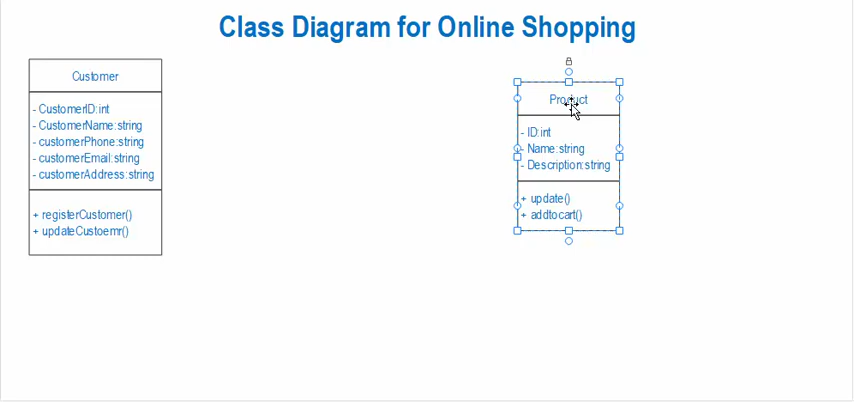 Class Diagram for Online Shopping
Customer
- CustomerID:int
- CustomerName:string
- customerPhone:string
- customerEmail:string
- customerAddress:string
+ registerCustomer()
+ updateCustoemr()
Product
- ID:int
- Name:string
- Description:string
+ update()
+ addtocart()